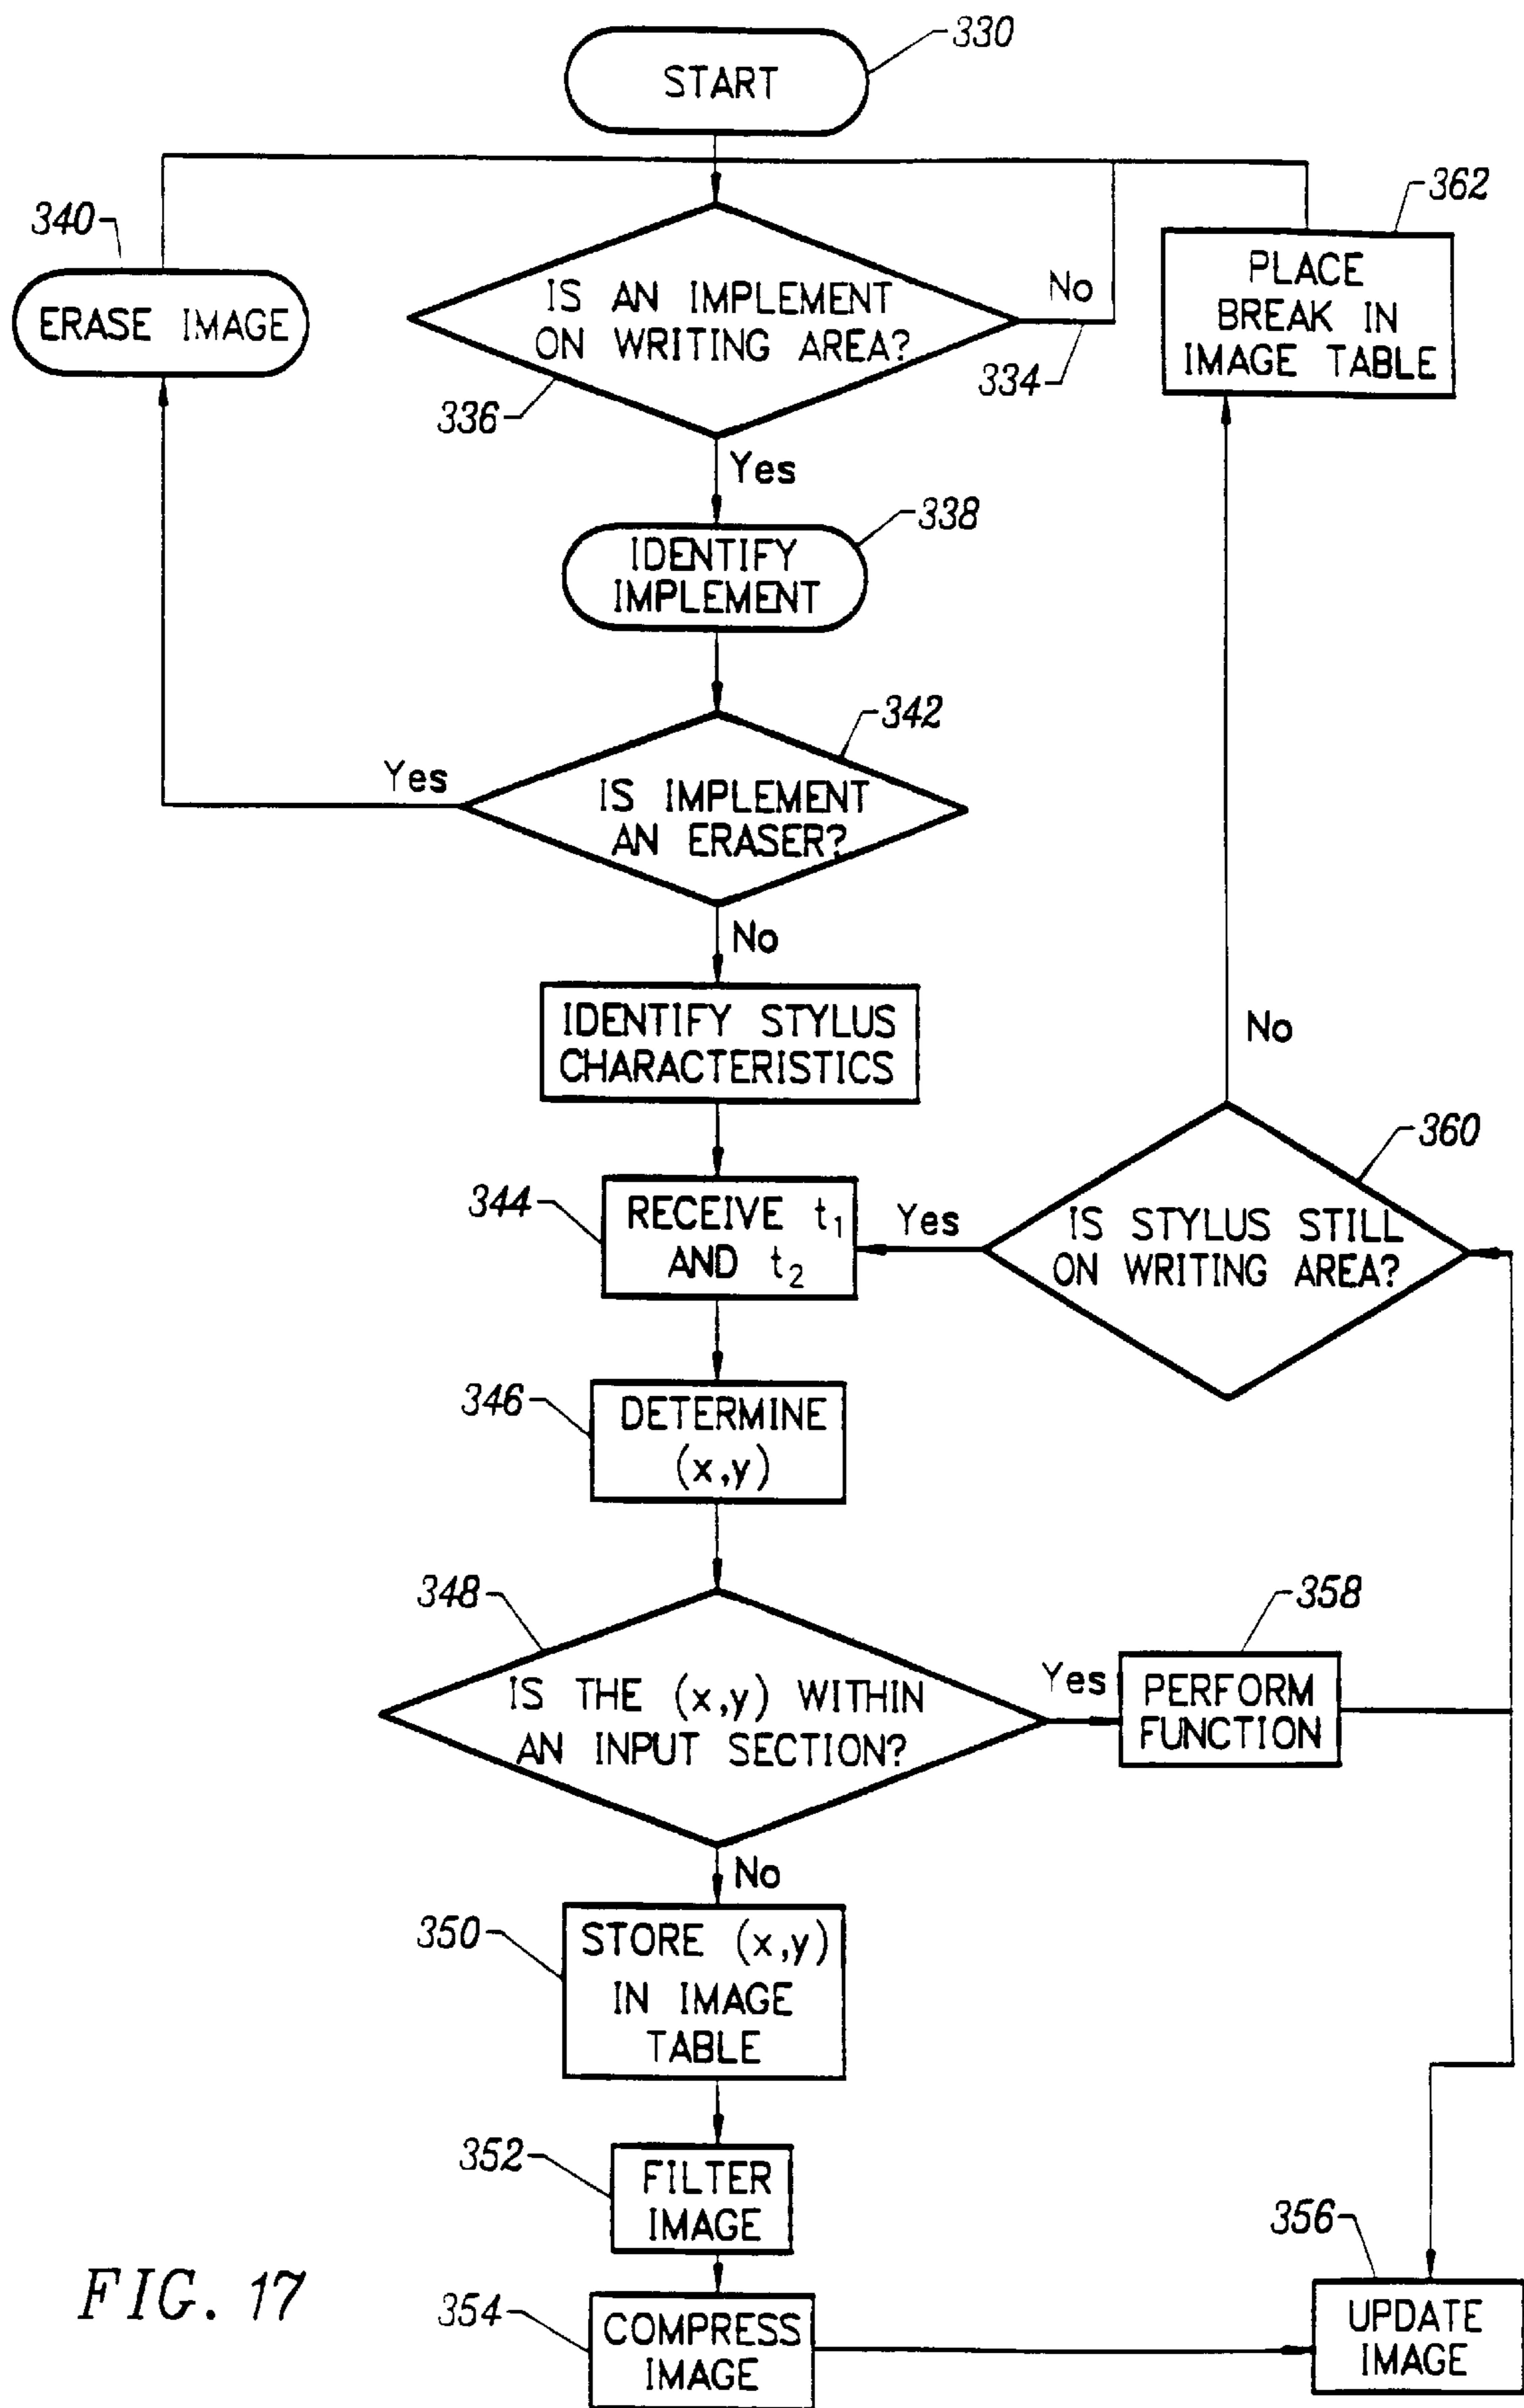 330
START
340
ERASE IMAGE
IS AN IMPLEMENT
ON WRITING AREA?
No
334
336
362
PLACE
BREAK IN
IMAGE TABLE
Yes
338
IDENTIFY
IMPLEMENT
342
Yes
IS IMPLEMENT
AN ERASER?
No
IDENTIFY STYLUS
CHARACTERISTICS
No
360
344
RECEIVE t₁
AND t₂
Yes
IS STYLUS STILL
ON WRITING AREA?
346
DETERMINE
(x,y)
348
IS THE (x,y) WITHIN
AN INPUT SECTION?
Yes
358
PERFORM
FUNCTION
No
350
STORE (x,y)
IN IMAGE
TABLE
352
FILTER
IMAGE
354
COMPRESS
IMAGE
356
UPDATE
IMAGE
FIG. 17